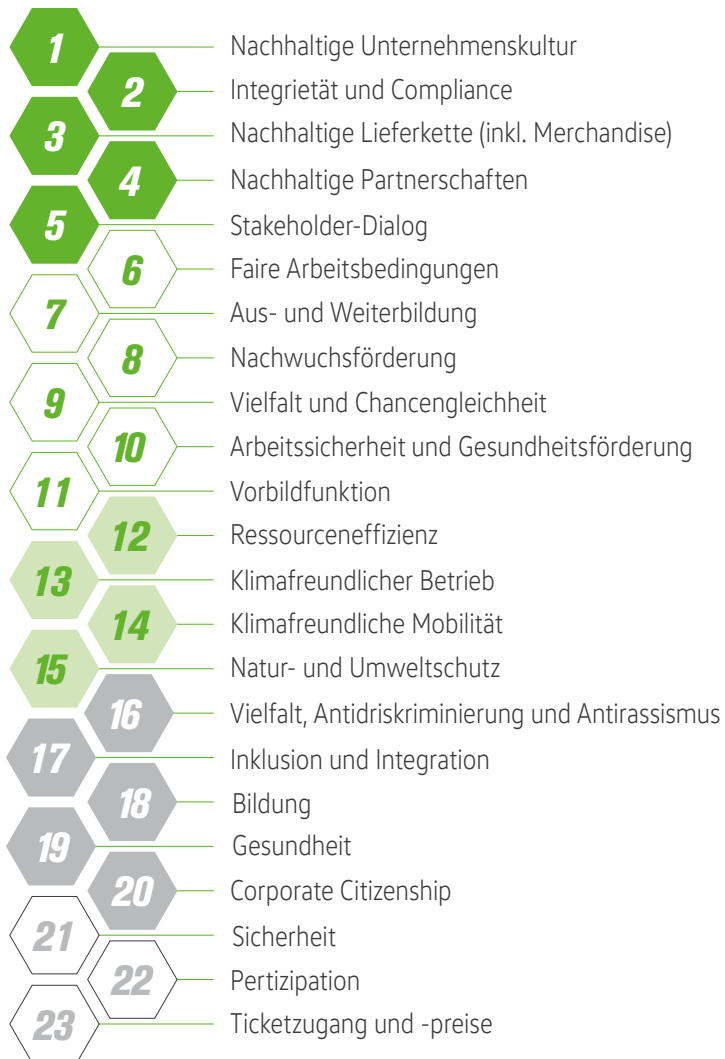 1 Nachhaltige Unternehmenskultur
2 Integrietät und Compliance
3 Nachhaltige Lieferkette (inkl. Merchandise)
4 Nachhaltige Partnerschaften
5 Stakeholder-Dialog
6 Faire Arbeitsbedingungen
7 Aus- und Weiterbildung
8 Nachwuchsförderung
9 Vielfalt und Chancengleichheit
10 Arbeitssicherheit und Gesundheitsförderung
11 Vorbildfunktion
12 Ressourceneffizienz
13 Klimafreundlicher Betrieb
14 Klimafreundliche Mobilität
15 Natur- und Umweltschutz
16 Vielfalt, Antidriskriminierung und Antirassismus
17 Inklusion und Integration
18 Bildung
19 Gesundheit
20 Corporate Citizenship
21 Sicherheit
22 Pertizipation
23 Ticketzugang und -preise